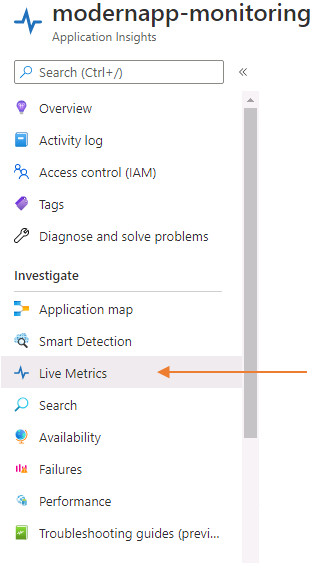 modernapp-monitoring
Application Insights
Search (Ctrl+/)
«
Overview
Activity log
Access control (IAM)
Tags
Diagnose and solve problems
Investigate
Application map
Smart Detection
Live Metrics
Search
Availability
Failures
Performance
Troubleshooting guides (previ...